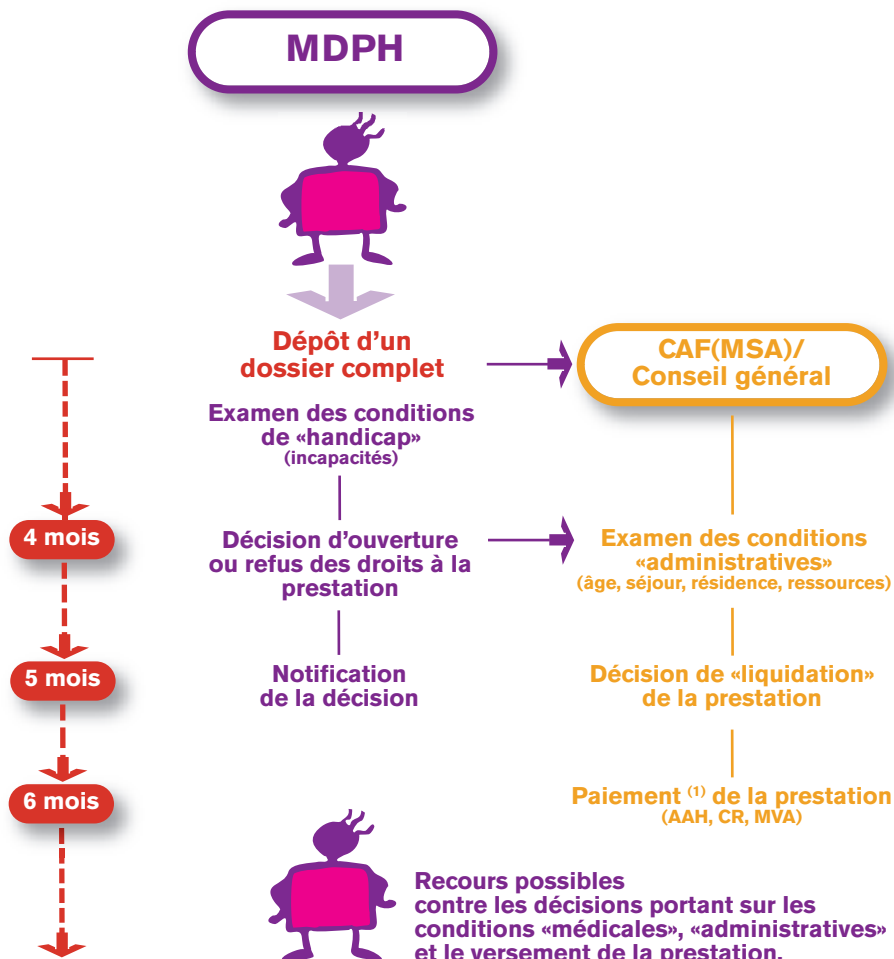 MDPH
Dépôt d'un
dossier complet
CAF(MSA)/
Conseil général
Examen des conditions
de «handicap»
(incapacités)
4 mois
Décision d'ouverture
ou refus des droits à la
prestation
Examen des conditions
«administratives»
(âge, séjour, résidence, ressources)
5 mois
Notification
de la décision
Décision de «liquidation»
de la prestation
6 mois
Paiement (1) de la prestation
(AAH, CR, MVA)
Recours possibles
contre les décisions portant sur les
conditions «médicales», «administratives»
et le versement de la prestation.